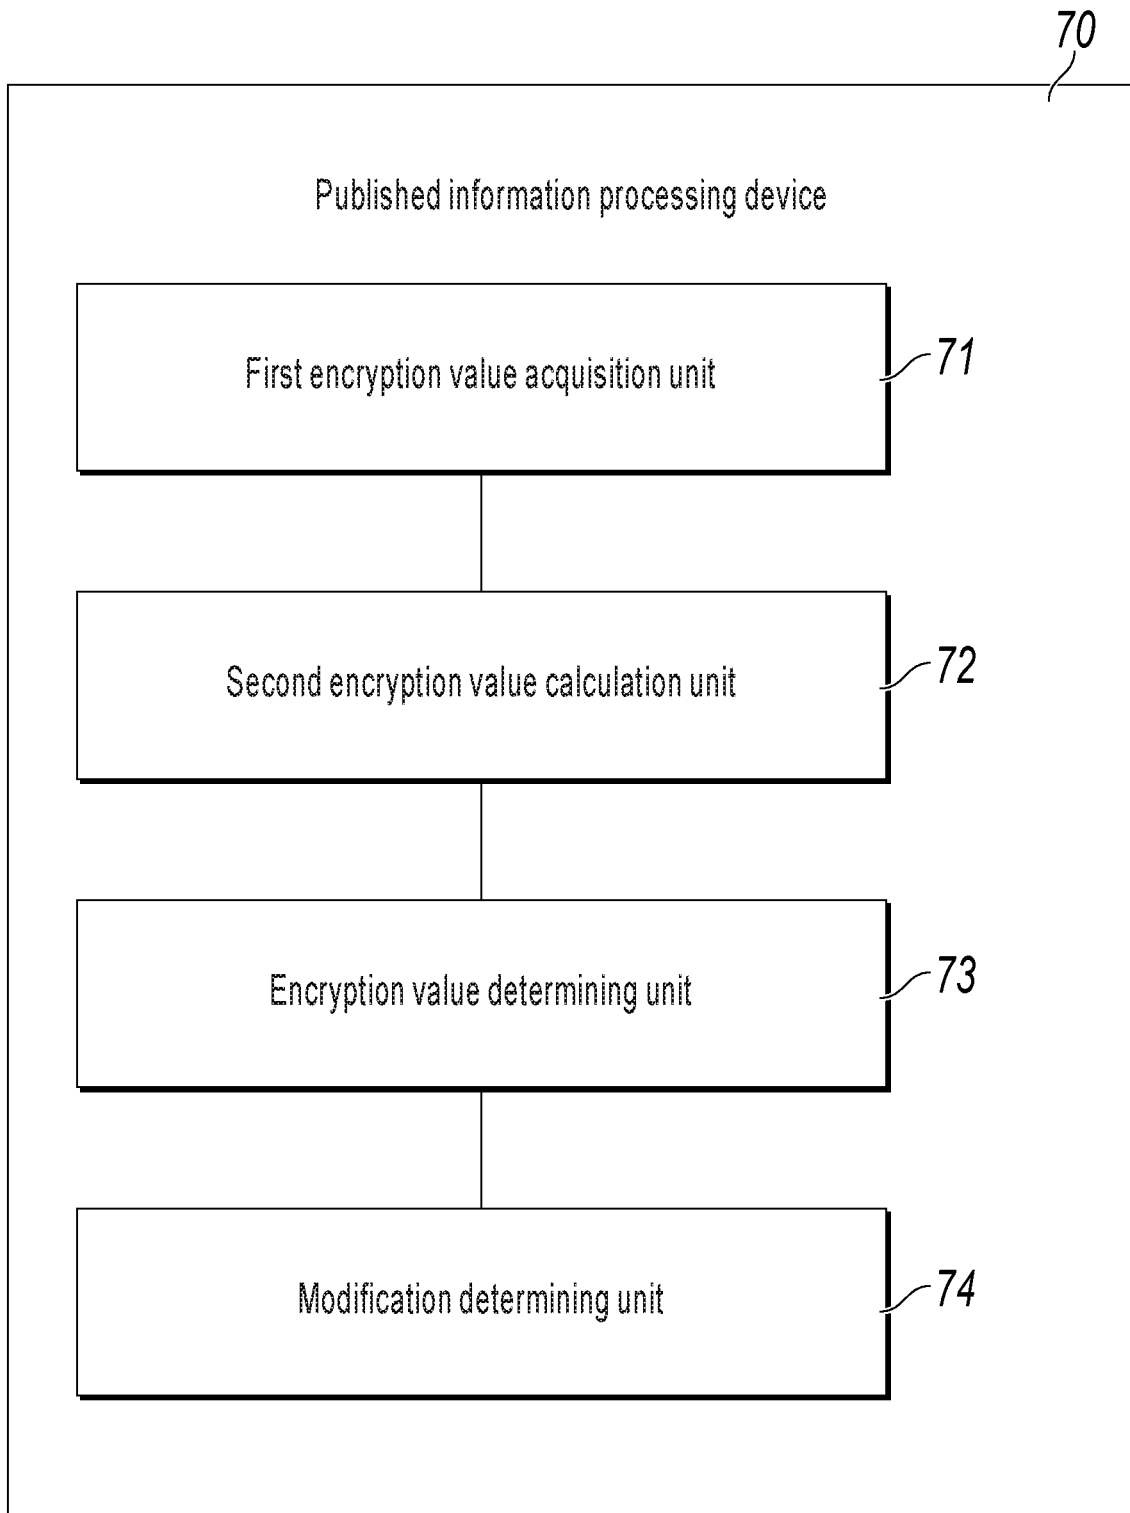 70
Published information processing device
First encryption value acquisition unit
71
Second encryption value calculation unit
72
Encryption value determining unit
73
Modification determining unit
74